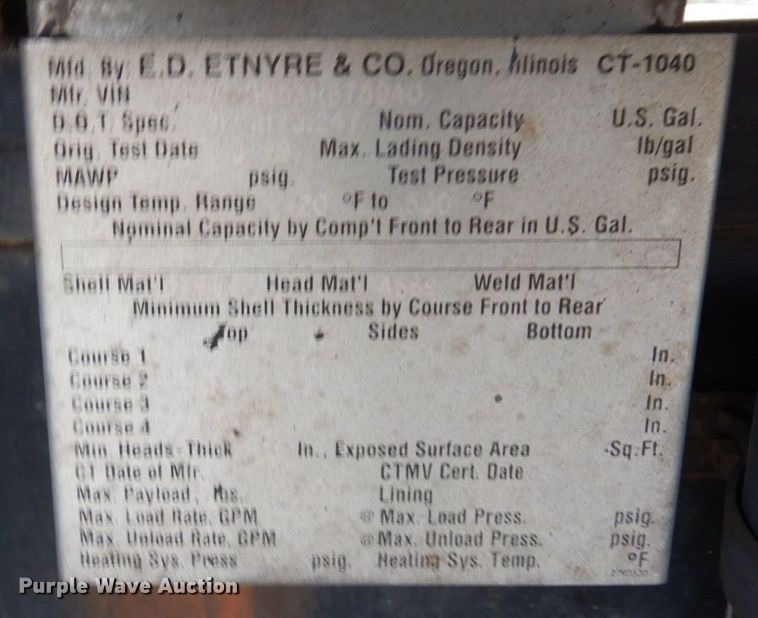 Mfd. By: E.D. ETNYRE & CO. Oregon, Illinois CT-1040
Mfr. VIN
D.O.T. Spec. Nom. Capacity U.S. Gal.
Orig. Test Date Max. Lading Density lb/gal
MAWP psig. Test Pressure psig.
Design Temp. Range °F to °F
Nominal Capacity by Comp't Front to Rear in U.S. Gal.
Shell Mat'l Head Mat'l Weld Mat'l
Minimum Shell Thickness by Course Front to Rear
Top Sides Bottom
Course 1 In.
Course 2 In.
Course 3 In.
Course 4 In.
Min. Heads-Thick In., Exposed Surface Area Sq. Ft.
CT Date of Mfr. CTMV Cert. Date
Max. Payload, lbs. Lining
Max. Load Rate, GPM @ Max. Load Press. psig.
Max. Unload Rate, GPM @ Max. Unload Press. psig.
Heating Sys. Press psig. Heating Sys. Temp. °F
Purple Wave Auction